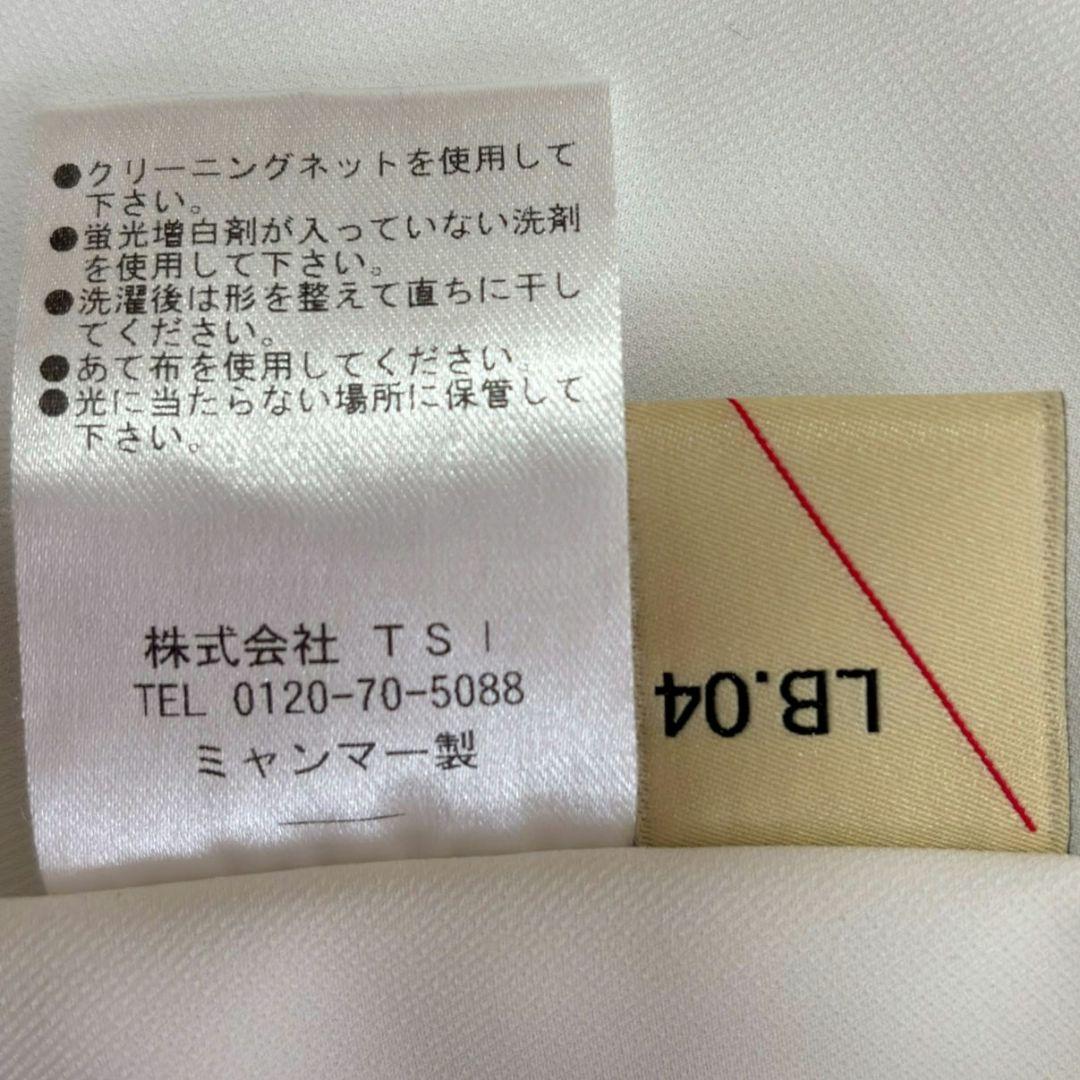 ●クリーニングネットを使用して
下さい。
●蛍光増白剤が入っていない洗剤
を使用して下さい。
●洗濯後は形を整えて直ちに干し
てください。
●あて布を使用してください。
●光に当たらない場所に保管して
下さい。
株式会社 TSI
TEL 0120-70-5088
ミャンマー製
LB.04